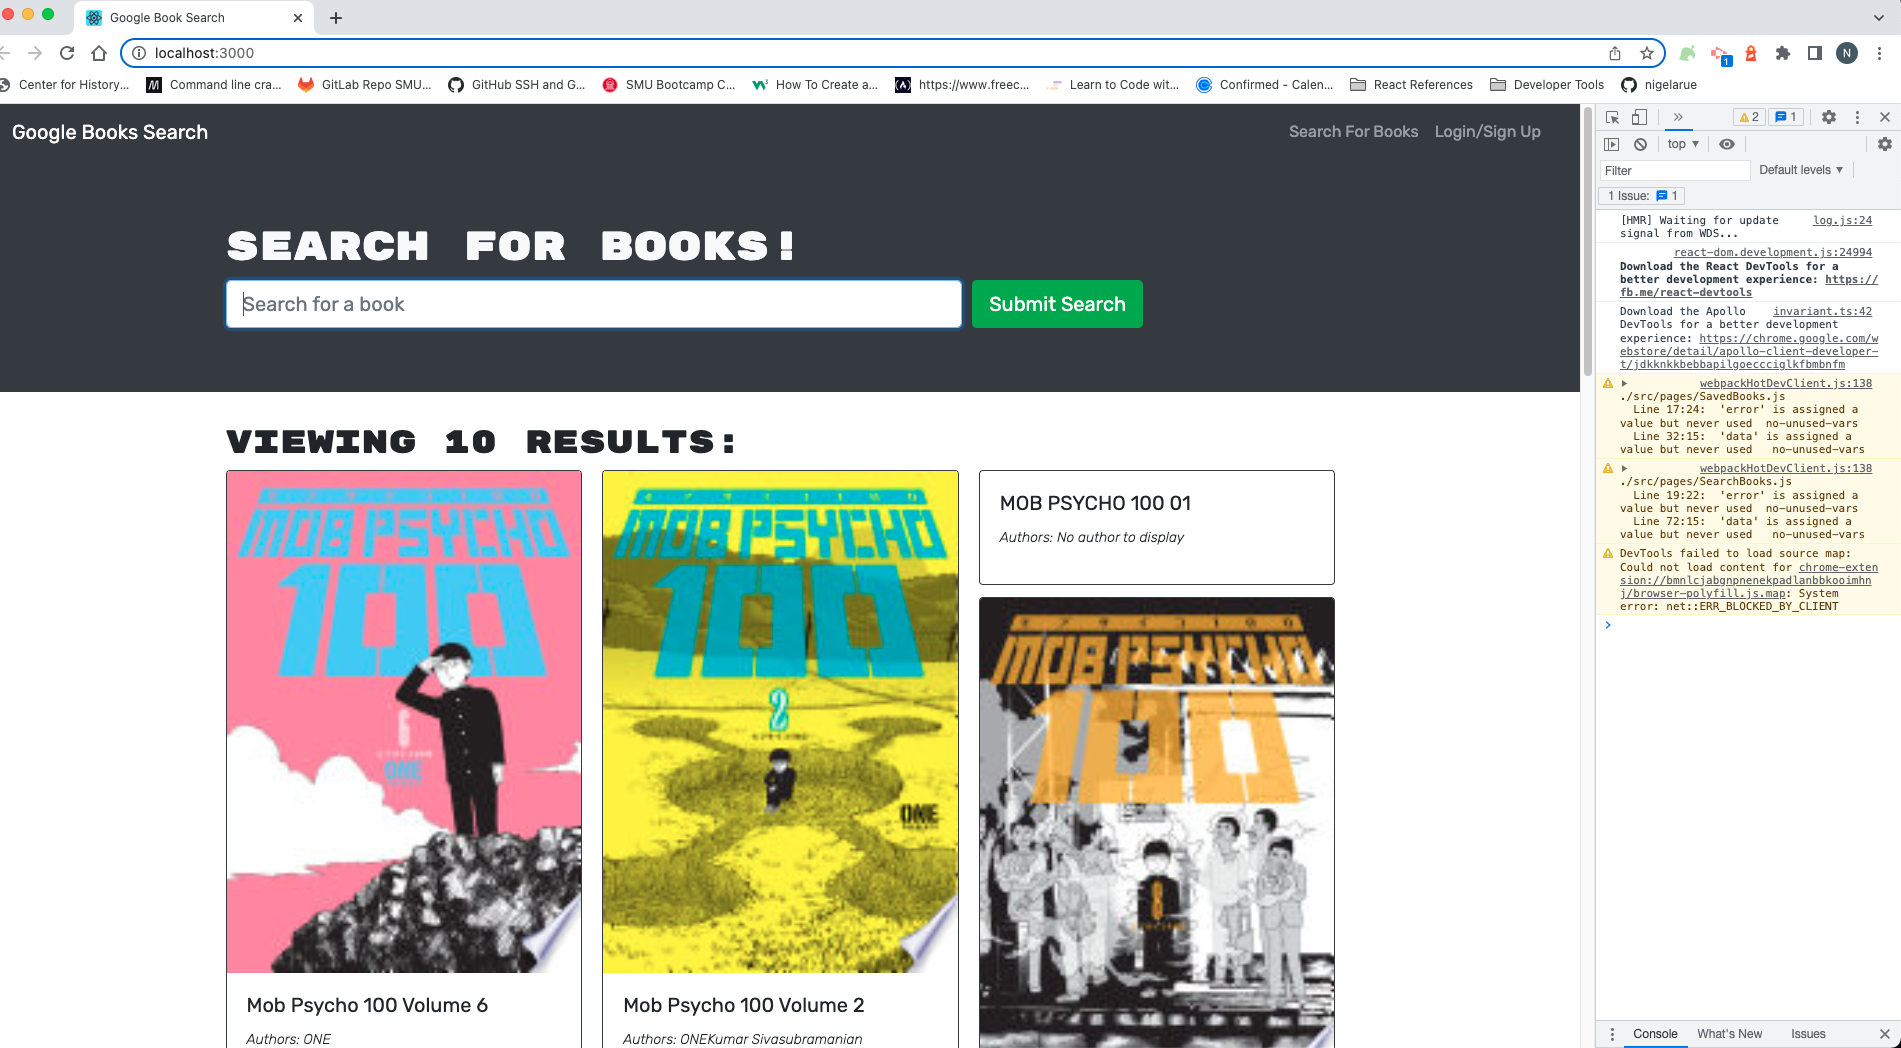 Google Book Search
localhost:3000
N
1
Center for History...
Command line cra...
GitLab Repo SMU...
GitHub SSH and G...
SMU Bootcamp C...
How To Create a...
https://www.freec...
Learn to Code wit...
Confirmed - Calen...
React References
Developer Tools
nigelarue
Google Books Search
Search For Books
Login/Sign Up
SEARCH FOR BOOKS!
Search for a book
Submit Search
VIEWING 10 RESULTS:
MOB PSYCHO
100
6
ONE
Mob Psycho 100 Volume 6
Authors: ONE
MOB PSYCHO
100
2
ONE
Mob Psycho 100 Volume 2
Authors: ONEKumar Sivasubramanian
MOB PSYCHO 100 01
Authors: No author to display
MOB PSYCHO
100
8
2
1
top
Filter
Default levels
1 Issue: 1
[HMR] Waiting for update log.js:24
signal from WDS...
react-dom.development.js:24994
Download the React DevTools for a
better development experience: https://
fb.me/react-devtools
Download the Apollo invariant.ts:42
DevTools for a better development
experience: https://chrome.google.com/w
ebstore/detail/apollo-client-developer-
t/jdkknkkbebbapilgoeccciglkfbmbnfm
webpackHotDevClient.js:138
./src/pages/SavedBooks.js
Line 17:24: 'error' is assigned a
value but never used no-unused-vars
Line 32:15: 'data' is assigned a
value but never used no-unused-vars
webpackHotDevClient.js:138
./src/pages/SearchBooks.js
Line 19:22: 'error' is assigned a
value but never used no-unused-vars
Line 72:15: 'data' is assigned a
value but never used no-unused-vars
DevTools failed to load source map:
Could not load content for chrome-exten
sion://bmnlcjabgnpnenekpadlanbbkooimhn
j/browser-polyfill.js.map: System
error: net::ERR_BLOCKED_BY_CLIENT
Console
What's New
Issues